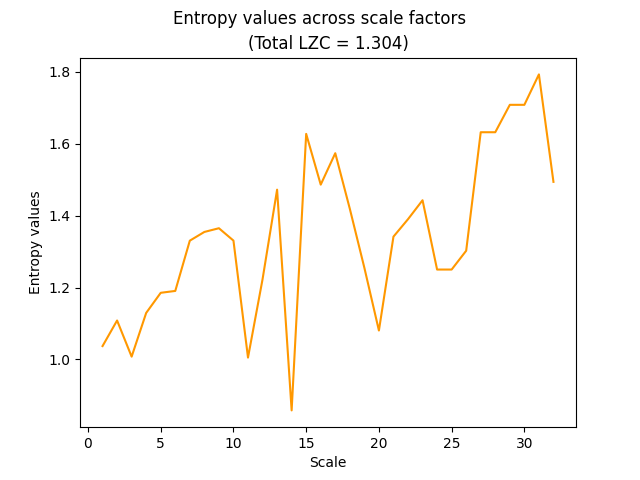 Entropy values across scale factors
(Total LZC = 1.304)
1.8
1.6
1.4
1.2
1.0
Entropy values
0 5 10 15 20 25 30
Scale